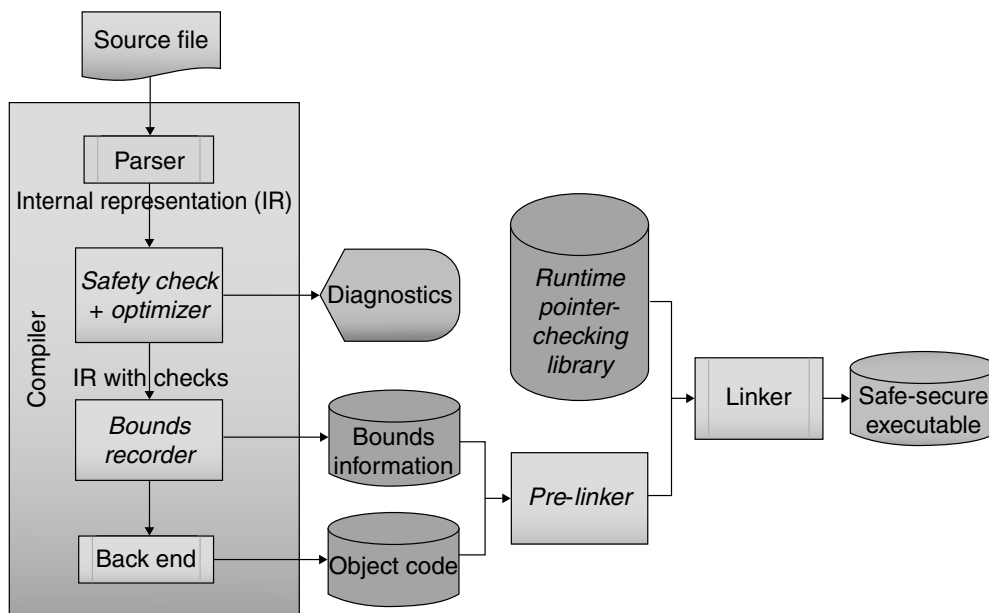 Source file
Parser
Internal representation (IR)
Safety check
+ optimizer
Diagnostics
Compiler
IR with checks
Bounds
recorder
Bounds
information
Back end
Object code
Runtime
pointer-
checking
library
Pre-linker
Linker
Safe-secure
executable